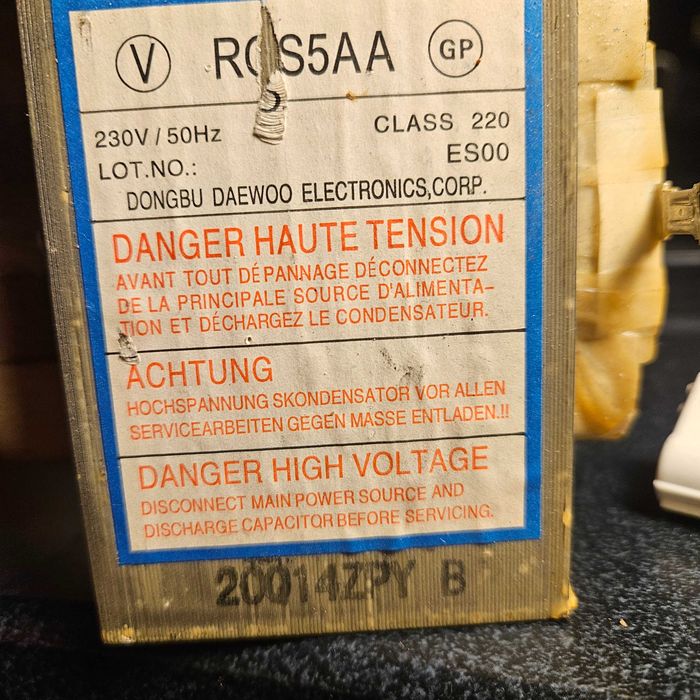 V RCS5AA GP
230V / 50Hz CLASS 220
LOT.NO.: ES00
DONGBU DAEWOO ELECTRONICS,CORP.
DANGER HAUTE TENSION
AVANT TOUT DÉPANNAGE DÉCONNECTEZ
DE LA PRINCIPALE SOURCE D'ALIMENTA-
TION ET DÉCHARGEZ LE CONDENSATEUR.
ACHTUNG
HOCHSPANNUNG SKONDENSATOR VOR ALLEN
SERVICEARBEITEN GEGEN MASSE ENTLADEN.!!
DANGER HIGH VOLTAGE
DISCONNECT MAIN POWER SOURCE AND
DISCHARGE CAPACITOR BEFORE SERVICING.
20014ZPY B